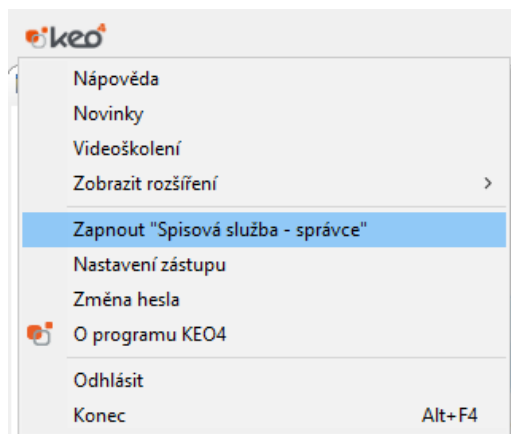 keo4
Nápověda
Novinky
Videoškolení
Zobrazit rozšíření
Zapnout "Spisová služba - správce"
Nastavení zástupu
Změna hesla
O programu KEO4
Odhlásit
Konec Alt+F4